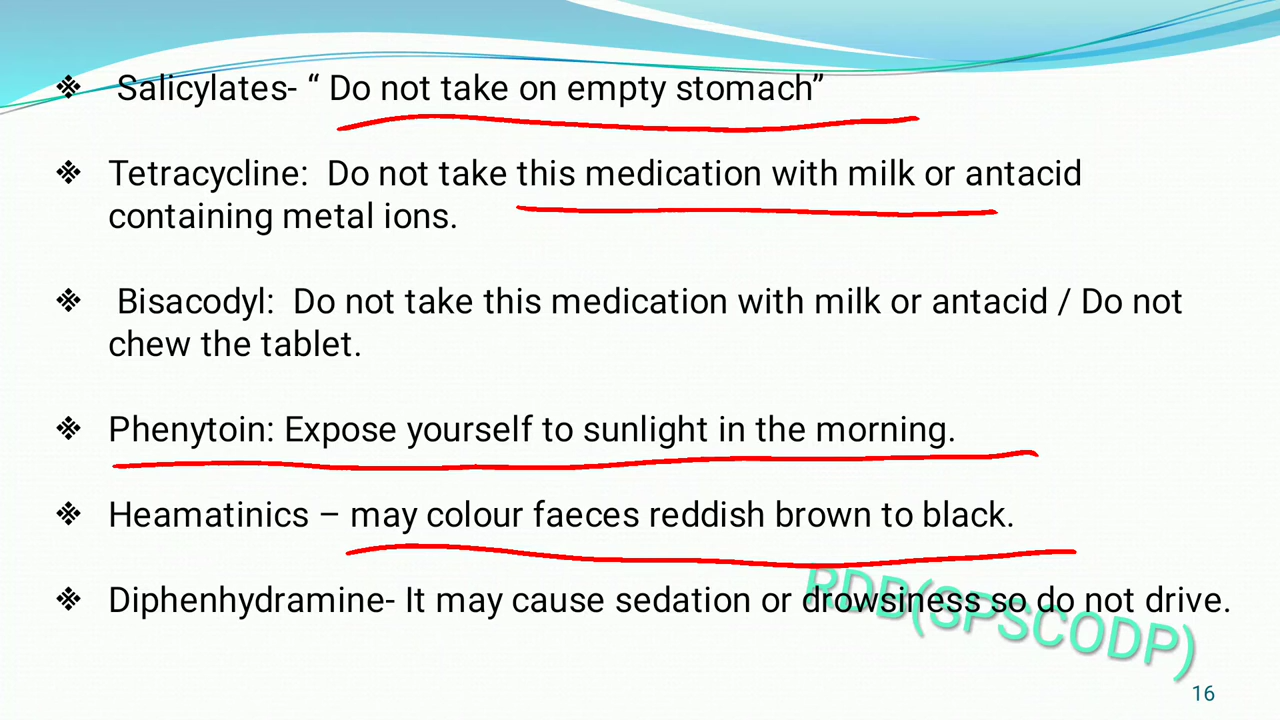 ❖ Salicylates- “ Do not take on empty stomach”
❖ Tetracycline: Do not take this medication with milk or antacid
containing metal ions.
❖ Bisacodyl: Do not take this medication with milk or antacid / Do not
chew the tablet.
❖ Phenytoin: Expose yourself to sunlight in the morning.
❖ Heamatinics – may colour faeces reddish brown to black.
❖ Diphenhydramine- It may cause sedation or drowsiness so do not drive.
RDB(SPSCODP)
16